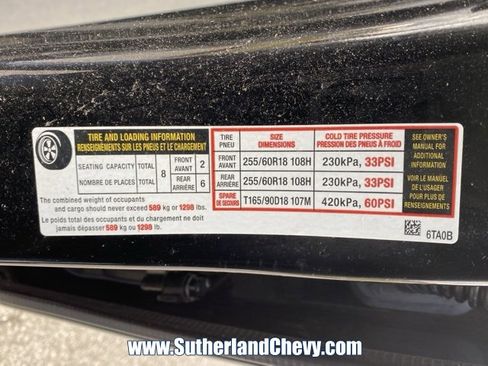 TIRE AND LOADING INFORMATION
RENSEIGNEMENTS SUR LES PNEUS ET LE CHARGEMENT
SEATING CAPACITY TOTAL 8 FRONT AVANT 2
NOMBRE DE PLACES TOTAL REAR ARRIÈRE 6
The combined weight of occupants
and cargo should never exceed 589 kg or 1298 lbs.
Le poids total des occupants et du chargement ne doit
jamais dépasser 589 kg ou 1298 lb.
TIRE PNEU SIZE DIMENSIONS COLD TIRE PRESSURE PRESSION DES PNEUS À FROID
FRONT AVANT 255/60R18 108H 230kPa, 33PSI
REAR ARRIÈRE 255/60R18 108H 230kPa, 33PSI
SPARE DE SECOURS T165/90D18 107M 420kPa, 60PSI
SEE OWNER'S
MANUAL FOR
ADDITIONAL
INFORMATION
VOIR LE MANUEL
DE L'USAGER
POUR PLUS DE
RENSEIGNEMENTS
6TA0B
www.SutherlandChevy.com